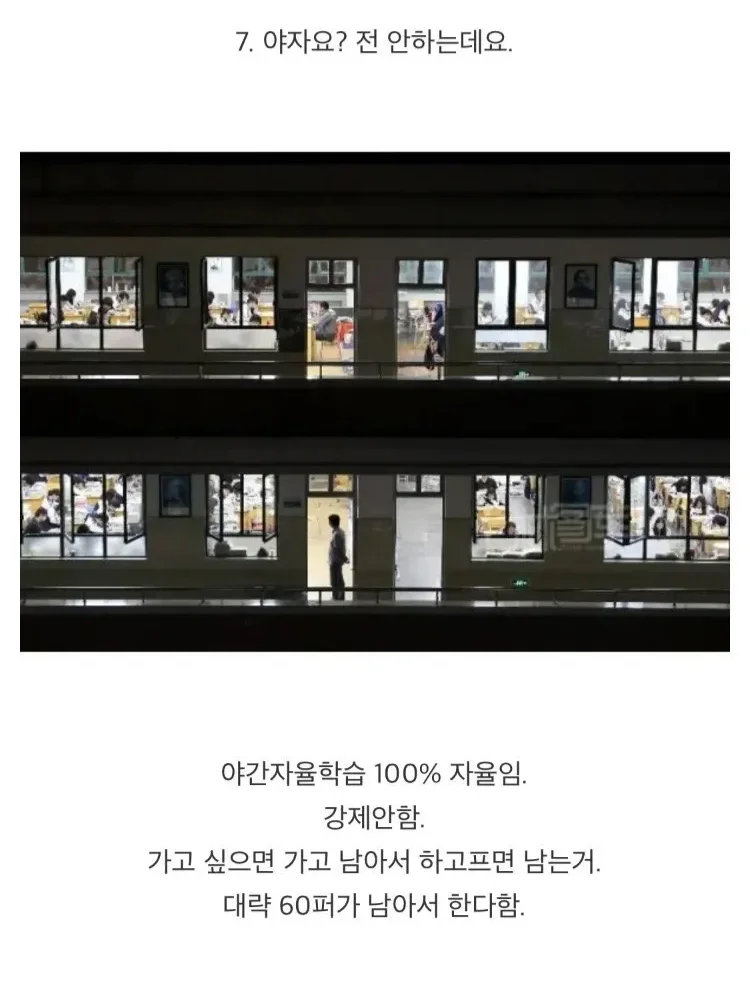 7. 야자요? 전 안하는데요.
야간자율학습 100% 자율임.
강제안함.
가고 싶으면 가고 남아서 하고프면 남는거.
대략 60퍼가 남아서 한다함.